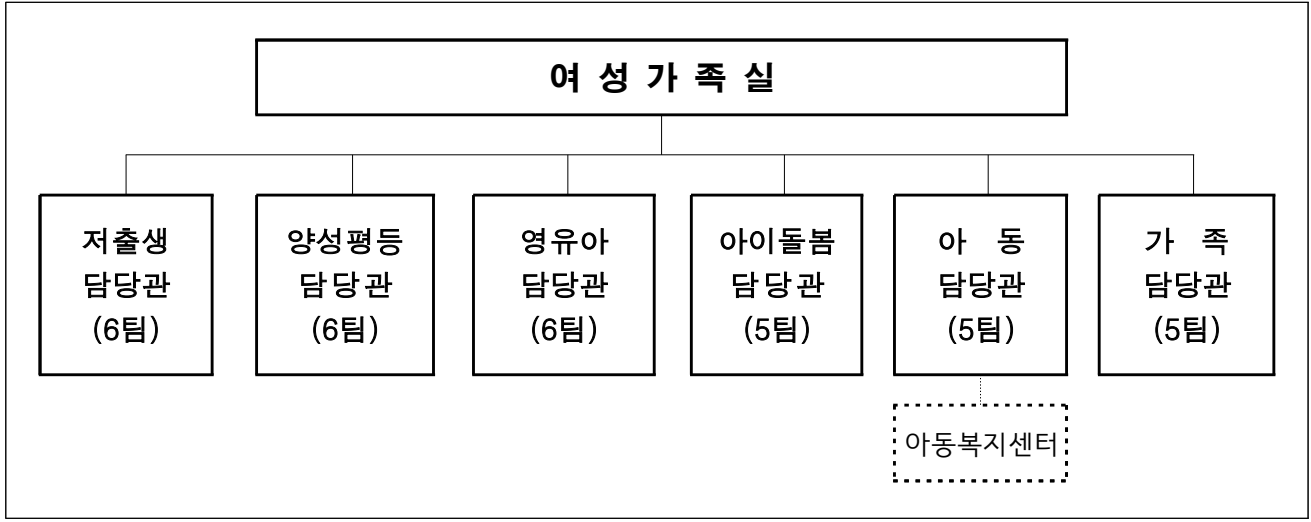 여 성 가 족 실
저출생
담당관
(6팀)
양성평등
담 당 관
(6팀)
영유아
담당관
(6팀)
아이돌봄
담 당 관
(5팀)
아 동
담당관
(5팀)
가 족
담당관
(5팀)
아동복지센터